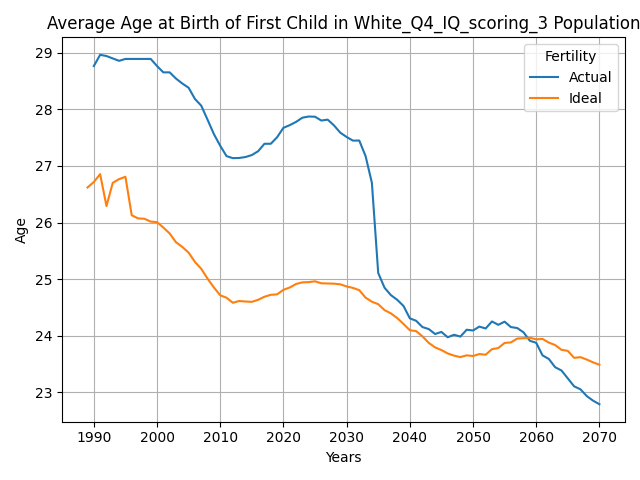 Average Age at Birth of First Child in White_Q4_IQ_scoring_3 Population
Fertility
Actual
Ideal
Age
29
28
27
26
25
24
23
1990 2000 2010 2020 2030 2040 2050 2060 2070
Years